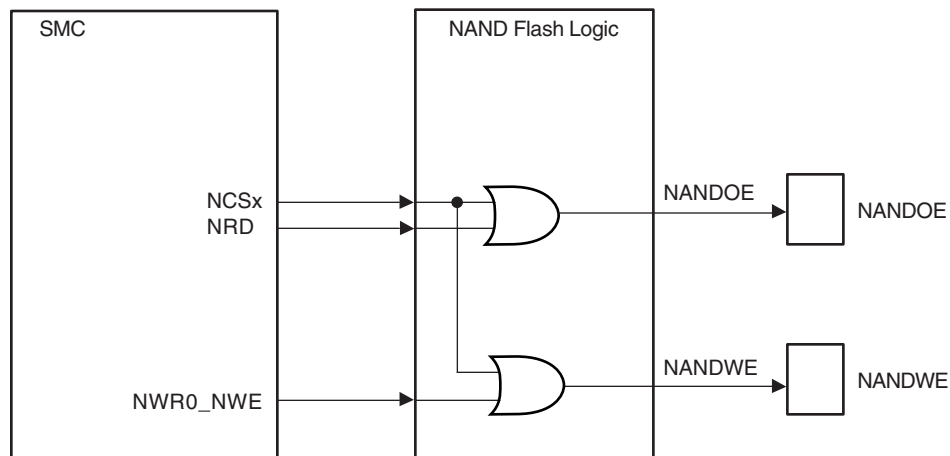 SMC
NAND Flash Logic
NCSx
NRD
NANDOE
NANDOE
NWR0_NWE
NANDWE
NANDWE